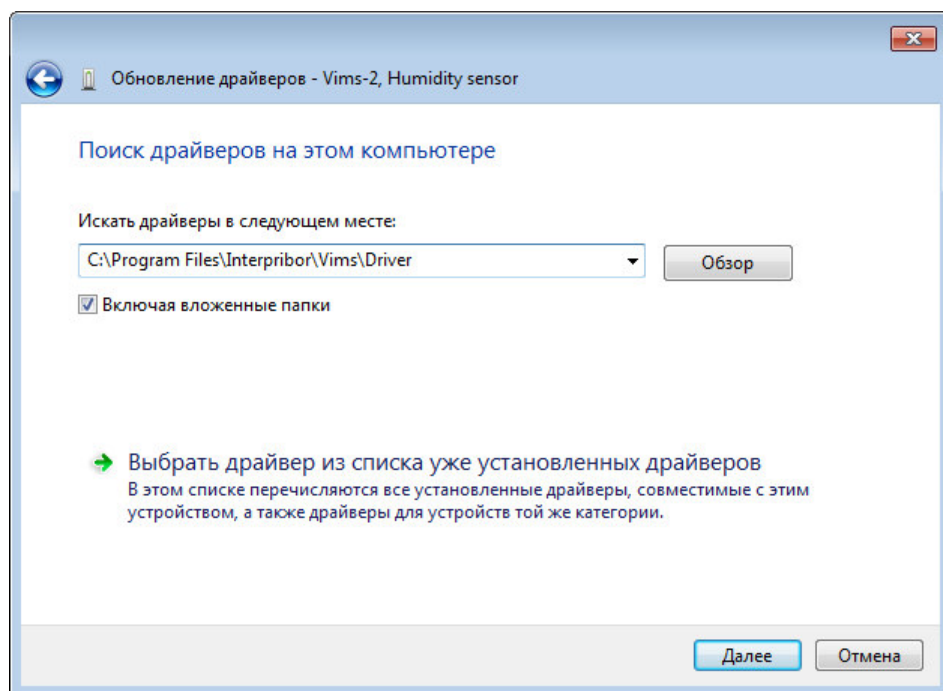 Обновление драйверов - Vims-2, Humidity sensor
Поиск драйверов на этом компьютере
Искать драйверы в следующем месте:
C:\Program Files\Interpribor\Vims\Driver
Обзор
Включая вложенные папки
Выбрать драйвер из списка уже установленных драйверов
В этом списке перечисляются все установленные драйверы, совместимые с этим
устройством, а также драйверы для устройств той же категории.
Далее
Отмена